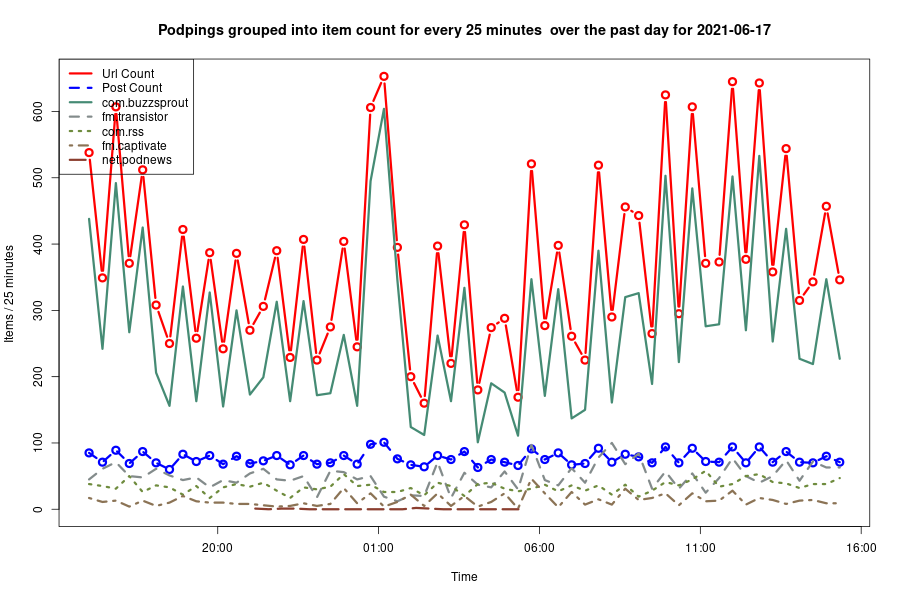 Podpings grouped into item count for every 25 minutes  over the past day for 2021-06-17
Url Count
Post Count
com.buzzsprout
fm.transistor
com.rss
fm.captivate
net.podnews
Items / 25 minutes
600
500
400
300
200
100
0
20:00
01:00
06:00
11:00
16:00
Time